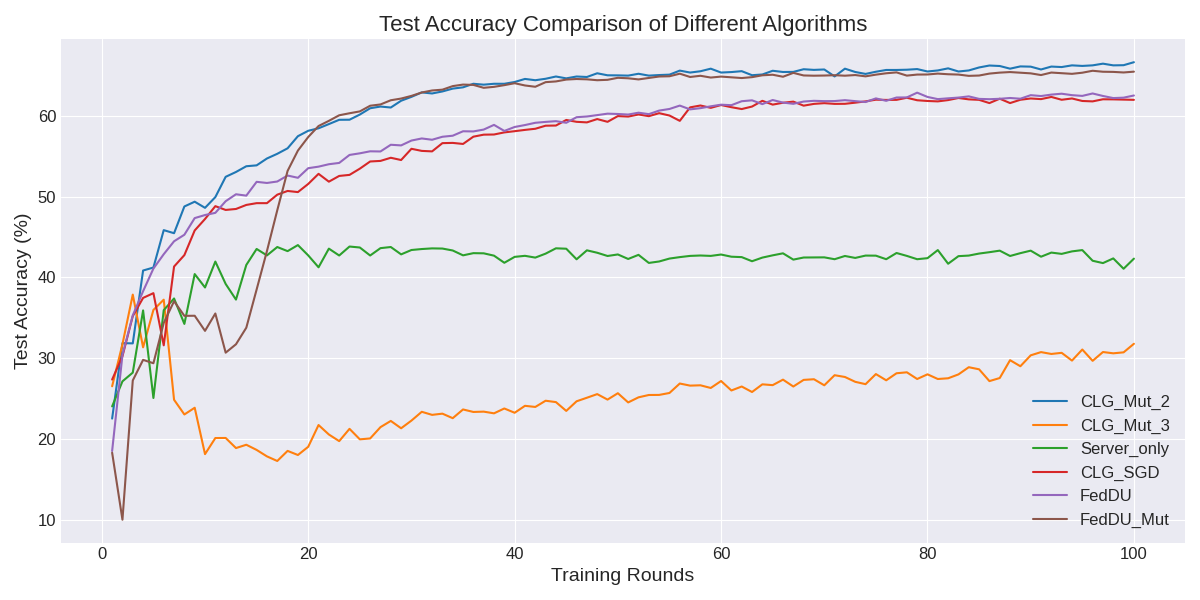 Test Accuracy Comparison of Different Algorithms
Test Accuracy (%)
60
50
40
30
20
10
0
20
40
60
80
100
Training Rounds
CLG_Mut_2
CLG_Mut_3
Server_only
CLG_SGD
FedDU
FedDU_Mut